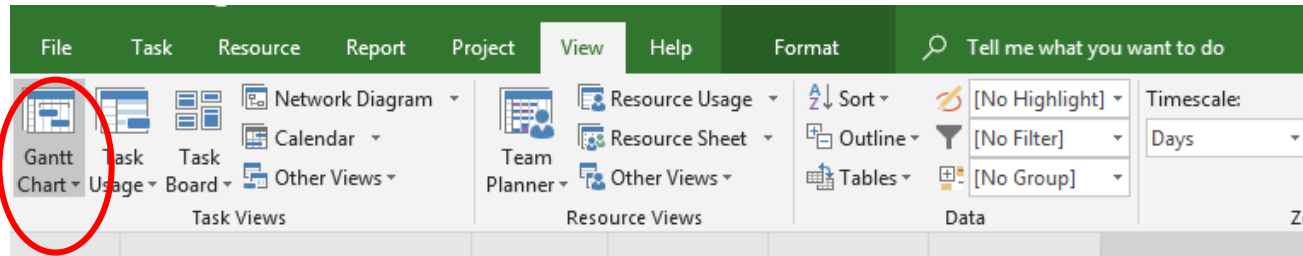 File Task Resource Report Project View Help Format Tell me what you want to do
Gantt
Chart
Task
Usage
Task
Board
Network Diagram
Calendar
Other Views
Task Views
Team
Planner
Resource Usage
Resource Sheet
Other Views
Resource Views
Sort
Outline
Tables
[No Highlight]
[No Filter]
[No Group]
Data
Timescale:
Days